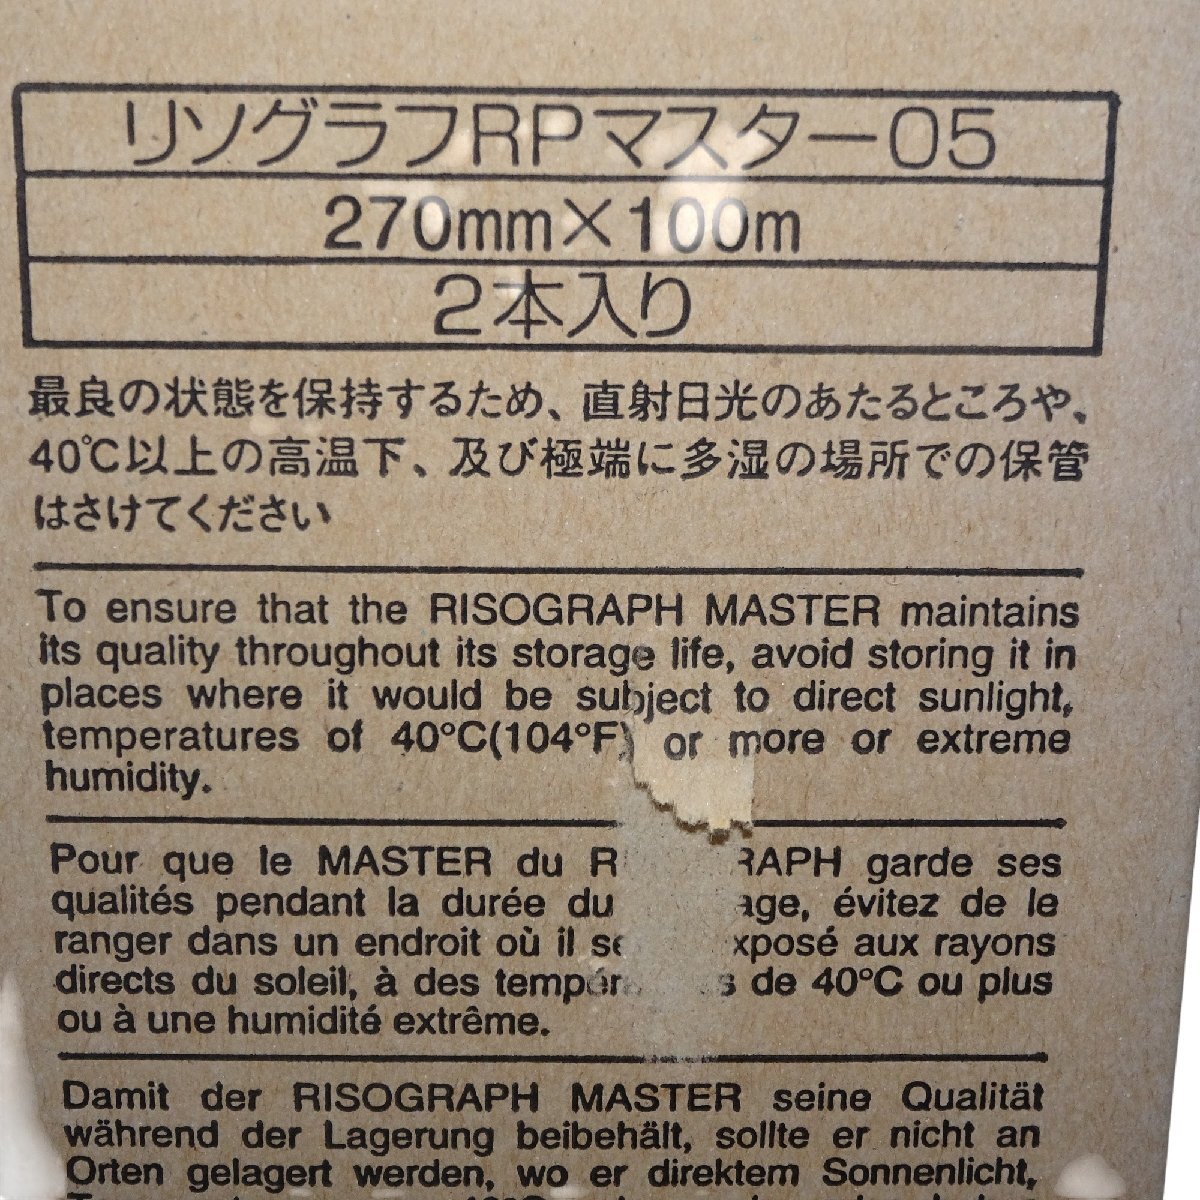 リソグラフRPマスター05
270mm×100m
2本入り
最良の状態を保持するため、直射日光のあたるところや、
40℃以上の高温下、及び極端に多湿の場所での保管
はさけてください
To ensure that the RISOGRAPH MASTER maintains
its quality throughout its storage life, avoid storing it in
places where it would be subject to direct sunlight,
temperatures of 40°C(104°F) or more or extreme
humidity.
Pour que le MASTER du garde ses
qualités pendant la durée du évitez de le
ranger dans un endroit où il aux rayons
directs du soleil, à des de 40°C ou plus
ou à une humidité extrême.
Damit der RISOGRAPH MASTER seine Qualität
während der Lagerung beibehält, sollte er nicht an
Orten gelagert werden, wo er direktem Sonnenlicht,